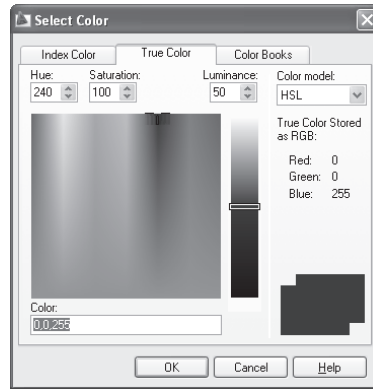 Select Color
Index Color
True Color
Color Books
Hue:
Saturation:
Luminance:
Color model:
240
100
50
HSL
True Color Stored
as RGB:
Red: 0
Green: 0
Blue: 255
Color:
0,0,255
OK
Cancel
Help